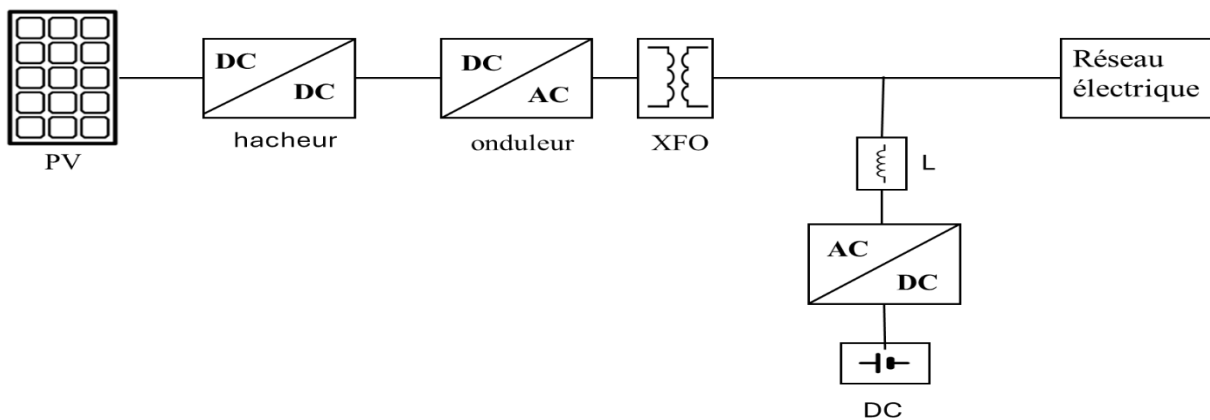 PV
DC
DC
hacheur
DC
AC
onduleur
XFO
Réseau
électrique
L
AC
DC
DC